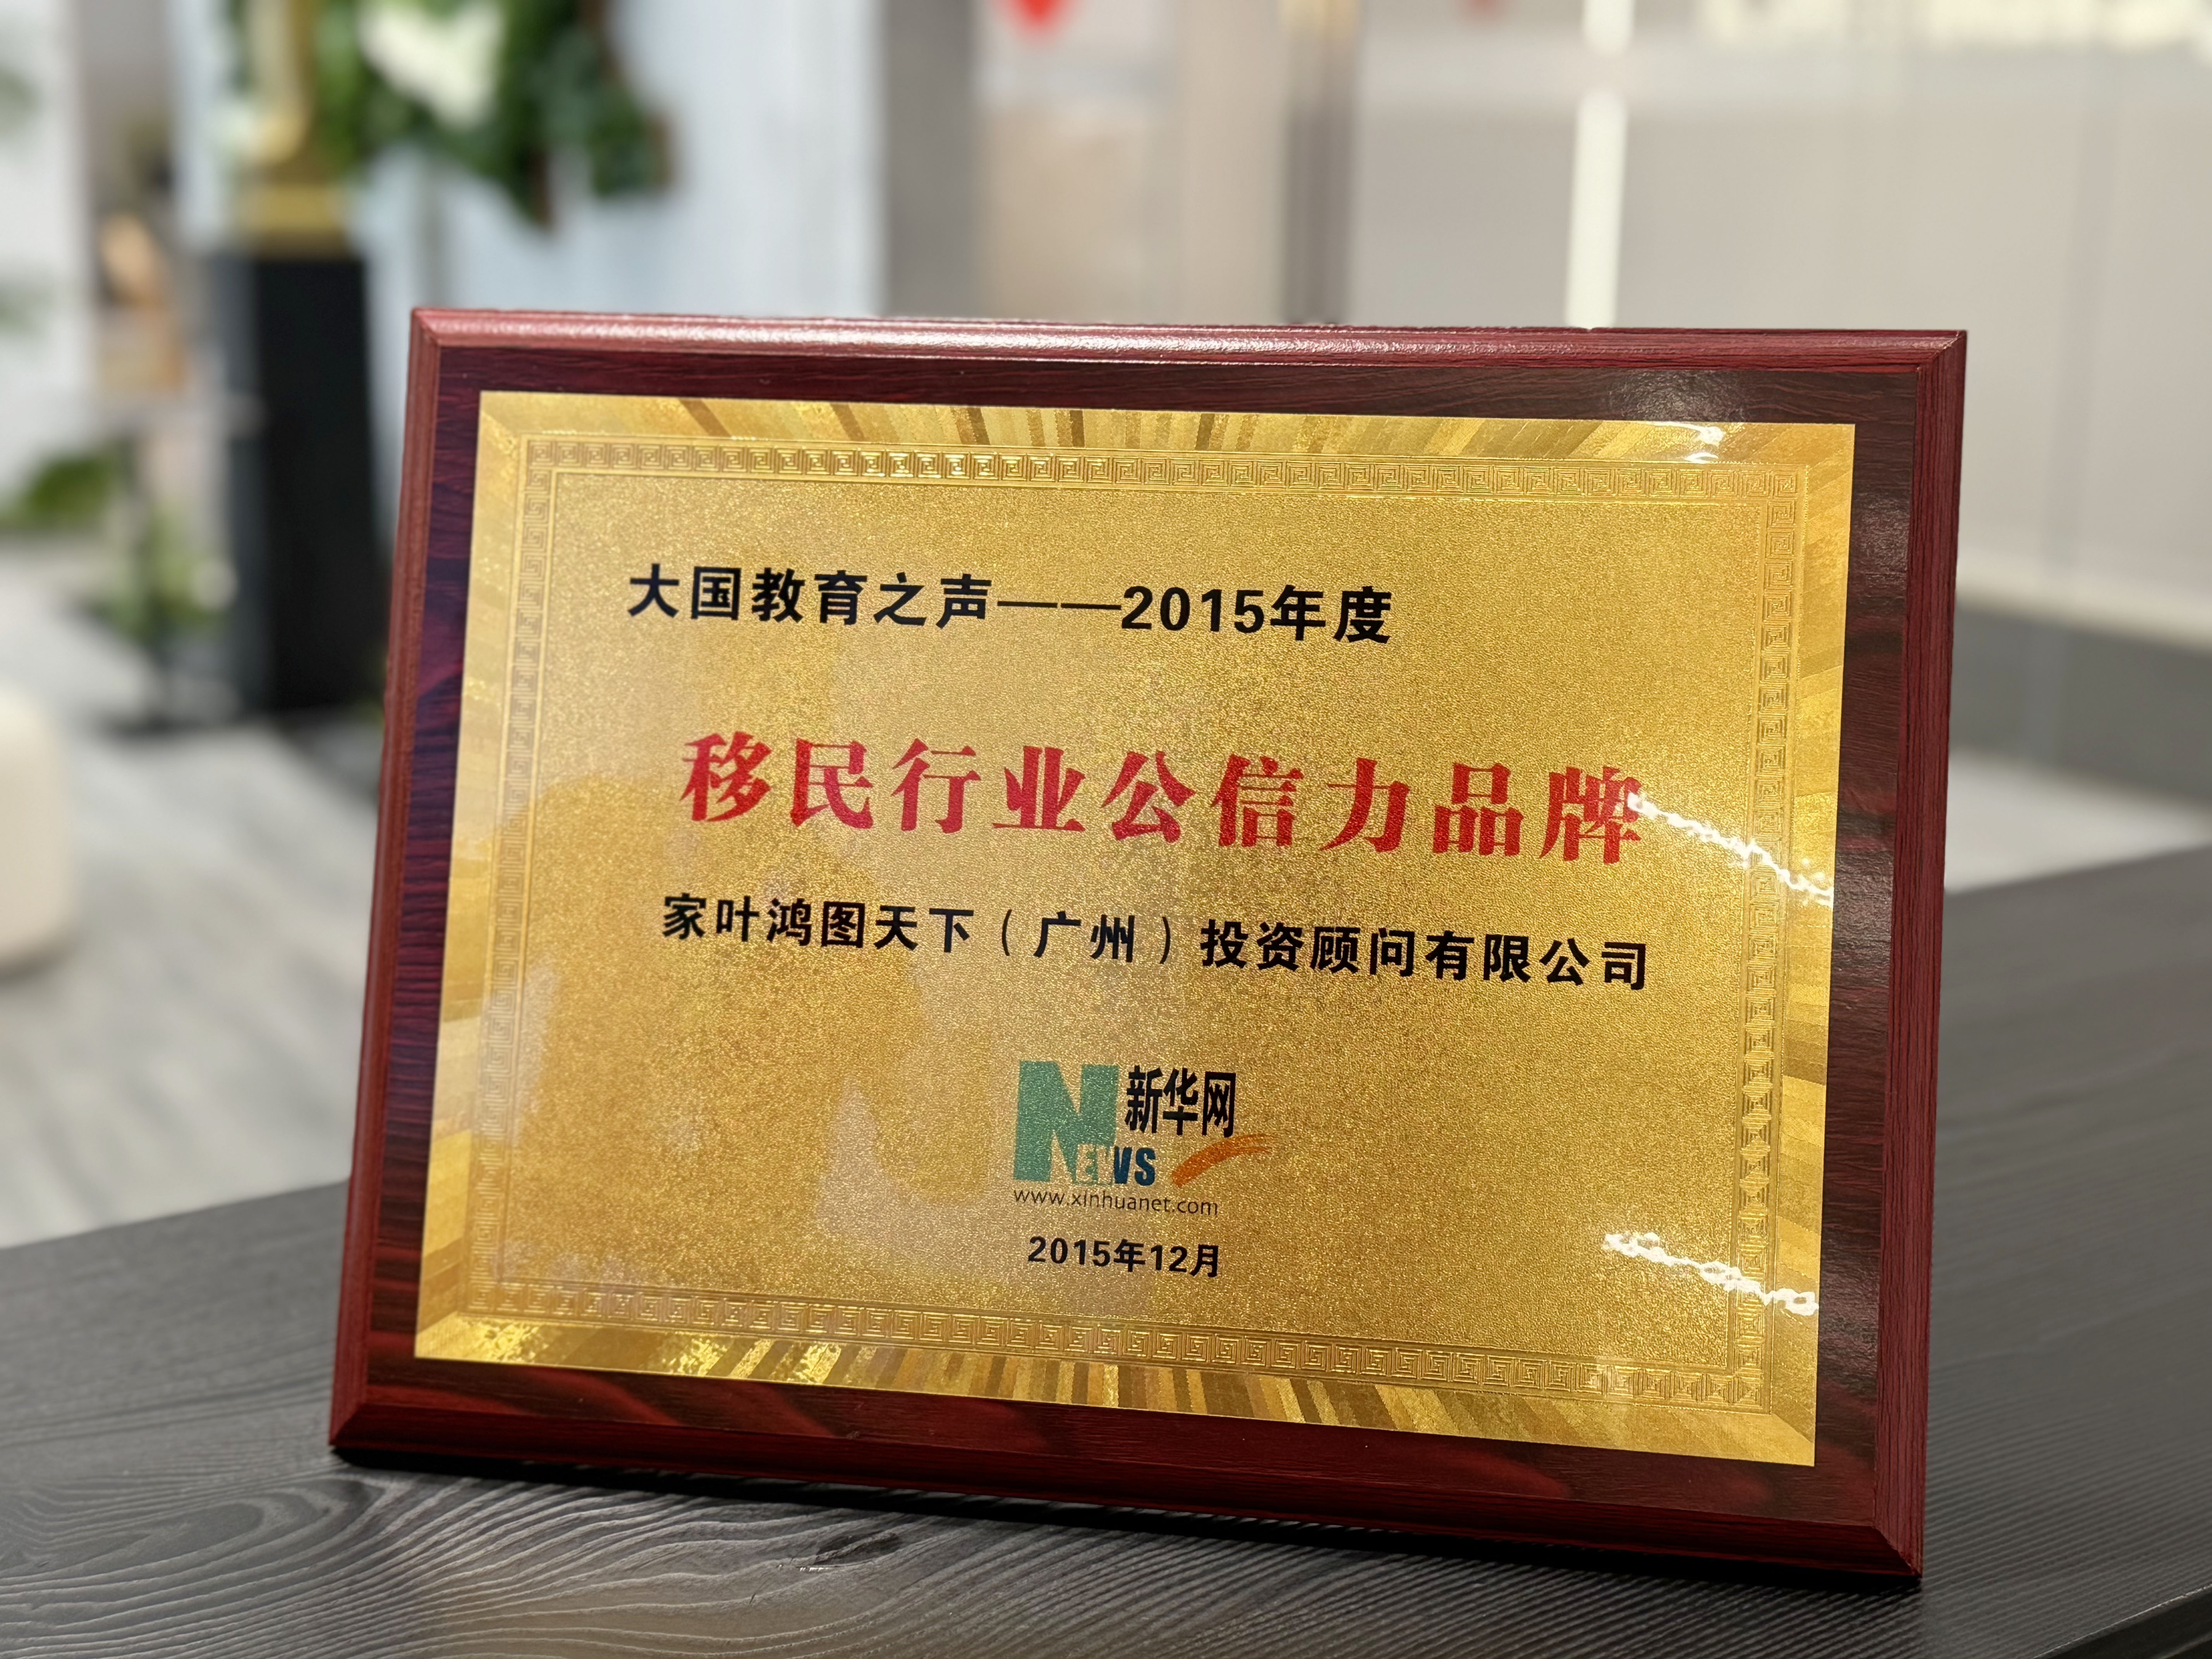 大国教育之声——2015年度
移民行业公信力品牌
家叶鸿图天下（广州）投资顾问有限公司
新华网
NEWS
www.xinhuanet.com
2015年12月